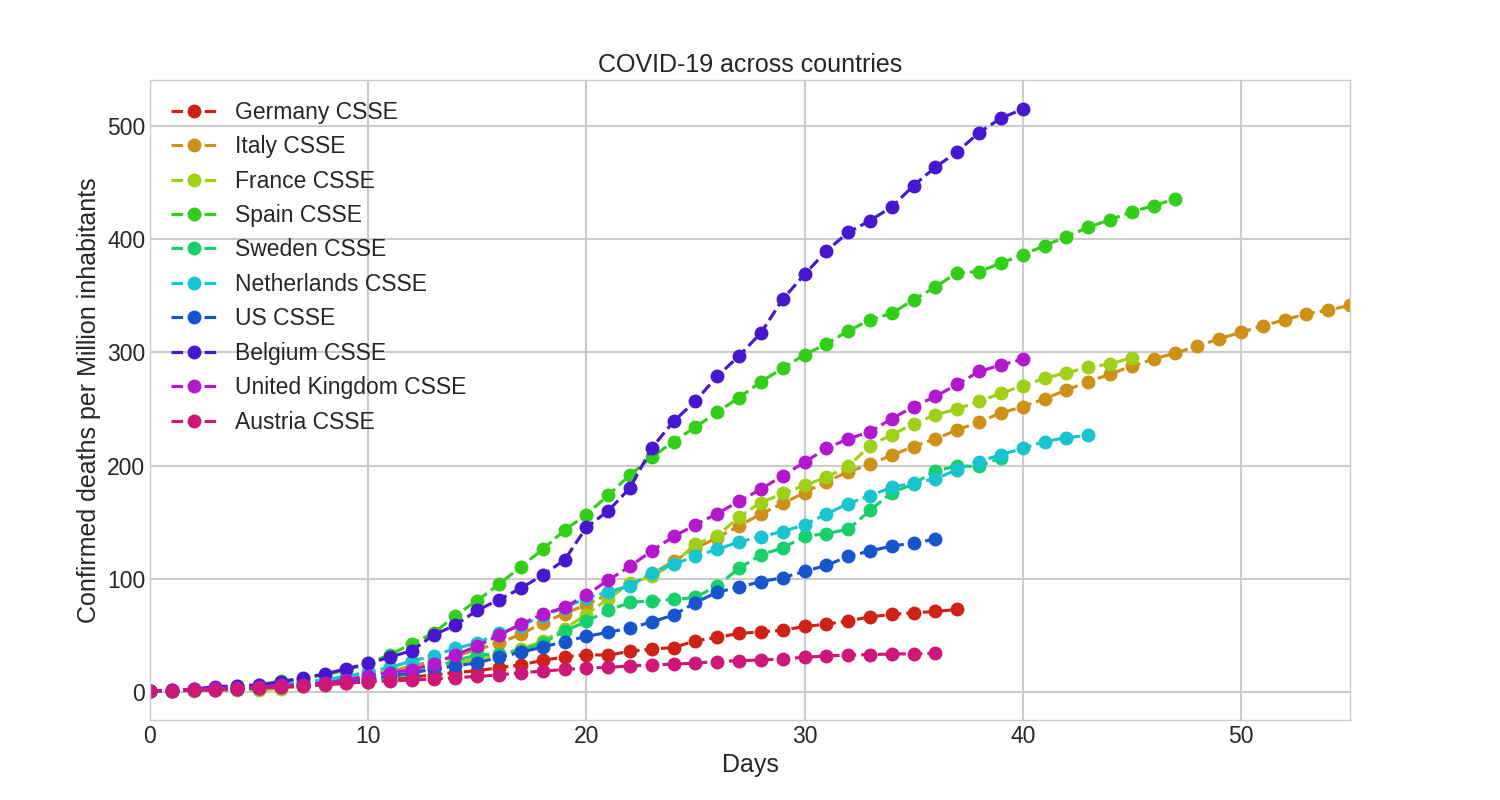 COVID-19 across countries
Germany CSSE
Italy CSSE
France CSSE
Spain CSSE
Sweden CSSE
Netherlands CSSE
US CSSE
Belgium CSSE
United Kingdom CSSE
Austria CSSE
Confirmed deaths per Million inhabitants
500
400
300
200
100
0
0 10 20 30 40 50
Days